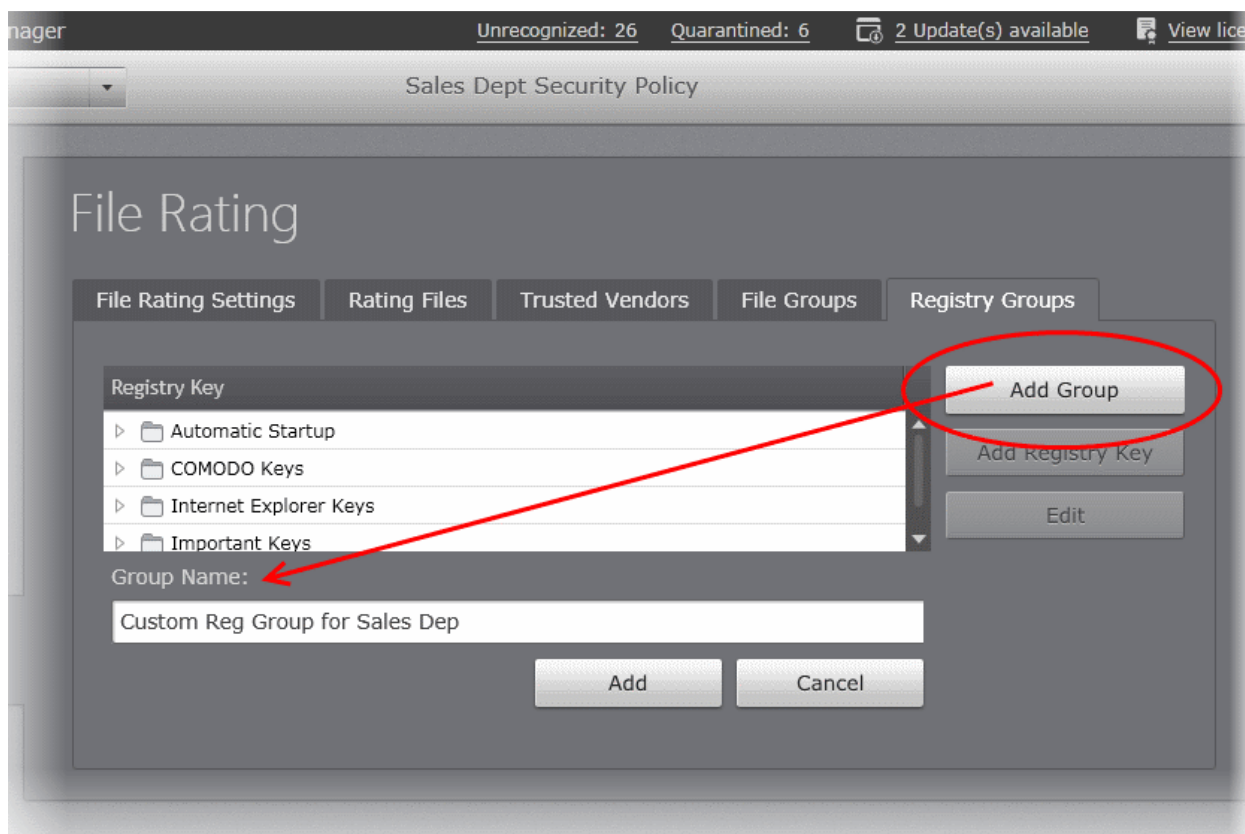 nager Unrecognized: 26 Quarantined: 6 2 Update(s) available View lice
Sales Dept Security Policy
File Rating
File Rating Settings Rating Files Trusted Vendors File Groups Registry Groups
Registry Key
Add Group
Automatic Startup
Add Registry Key
COMODO Keys
Internet Explorer Keys
Edit
Important Keys
Group Name:
Custom Reg Group for Sales Dep
Add Cancel